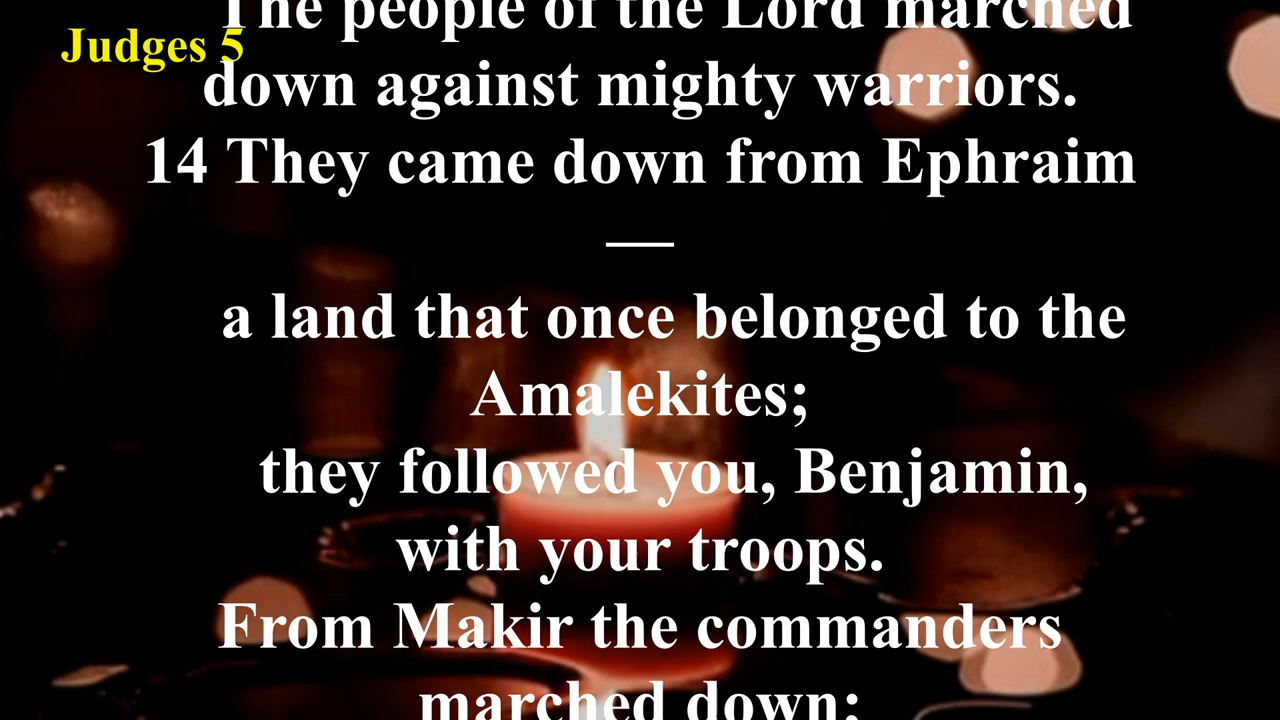 The people of the Lord marched
Judges 5
down against mighty warriors.
14 They came down from Ephraim
—
a land that once belonged to the
Amalekites;
they followed you, Benjamin,
with your troops.
From Makir the commanders
marched down;